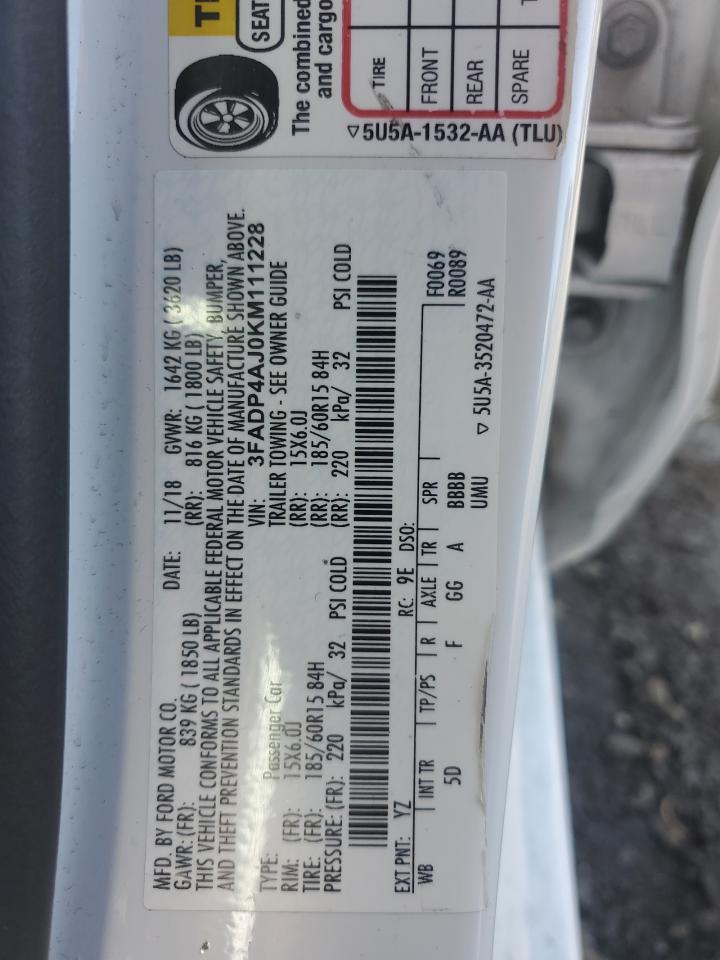 T
SEAT
The combined
and cargo
TIRE
FRONT
REAR
SPARE
▽5U5A-1532-AA (TLU)
MFD. BY FORD MOTOR CO. DATE: 11/18 GVWR: 1642 KG ( 3620 LB)
GAWR: (FR): 839 KG ( 1850 LB) (RR): 816 KG ( 1800 LB)
THIS VEHICLE CONFORMS TO ALL APPLICABLE FEDERAL MOTOR VEHICLE SAFETY, BUMPER,
AND THEFT PREVENTION STANDARDS IN EFFECT ON THE DATE OF MANUFACTURE SHOWN ABOVE.
VIN: 3FADP4AJ0KM111228
TYPE: Passenger Car TRAILER TOWING - SEE OWNER GUIDE
RIM: (FR): 15X6.0J (RR): 15X6.0J
TIRE: (FR): 185/60R15 84H (RR): 185/60R15 84H
PRESSURE: (FR): 220 kPa/ 32 PSI COLD (RR): 220 kPa/ 32 PSI COLD
EXT PNT: YZ RC: 9E DSO:
WB INT TR TP/PS R AXLE TR SPR F0069
R0089
5D F GG A BBBB
UMU ▽ 5U5A-3520472-AA